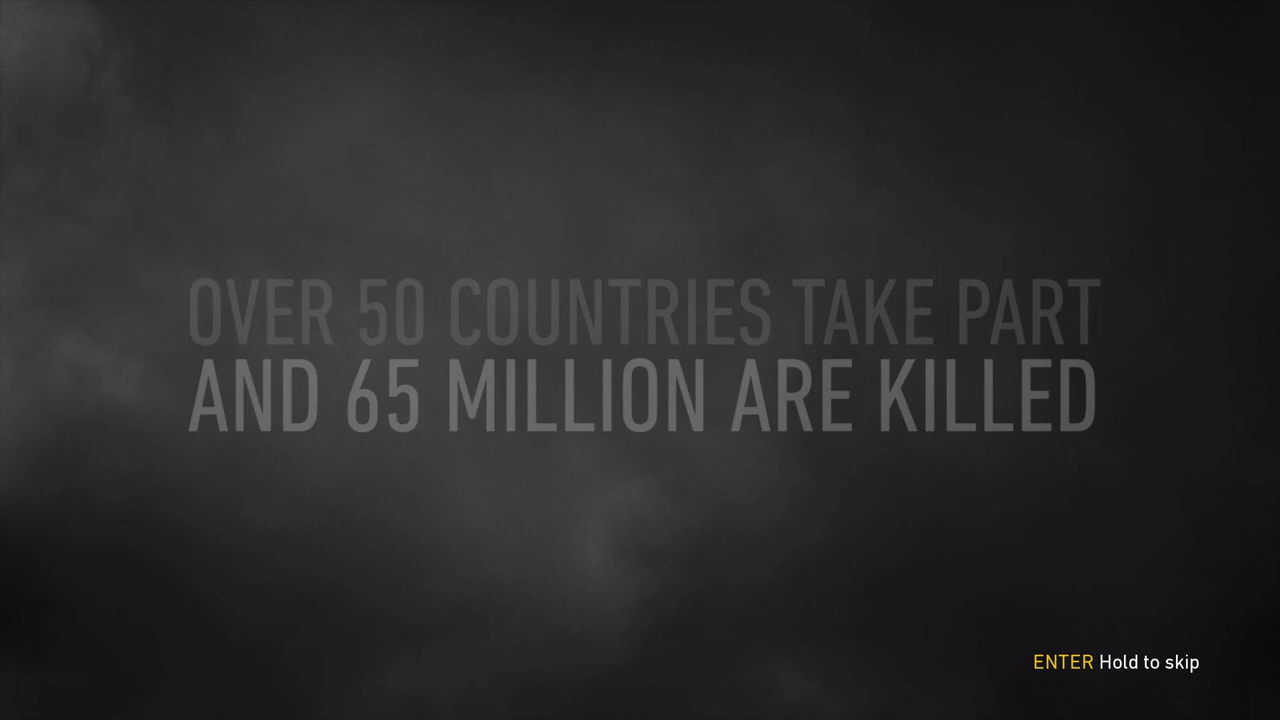 OVER 50 COUNTRIES TAKE PART
AND 65 MILLION ARE KILLED
ENTER Hold to skip